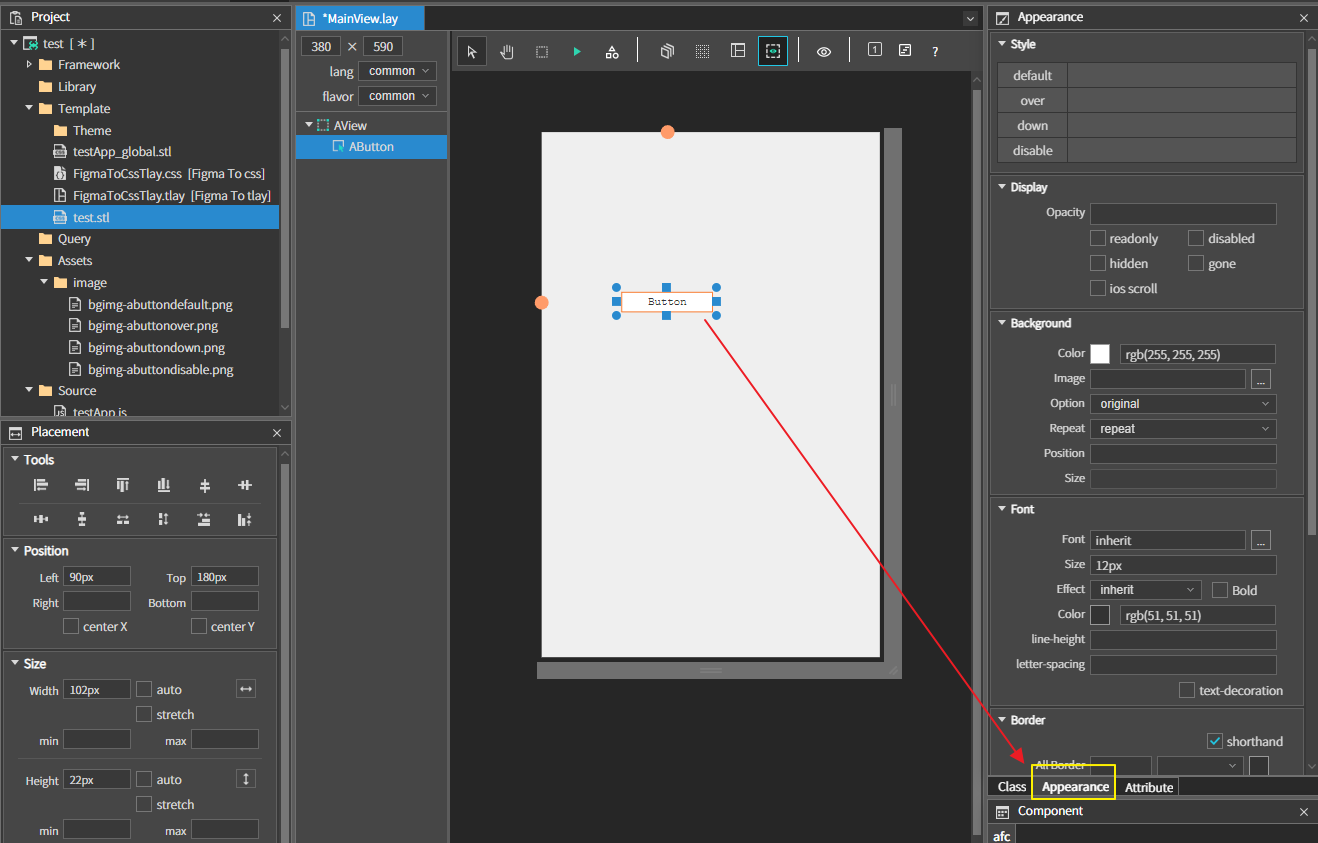 Project
test [ * ]
Framework
Library
Template
Theme
testApp_global.stl
FigmaToCssTlay.css [Figma To css]
FigmaToCssTlay.tlay [Figma To tlay]
test.stl
Query
Assets
image
bgimg-abuttondefault.png
bgimg-abuttonover.png
bgimg-abuttondown.png
bgimg-abuttondisable.png
Source
testApp.js
Placement
Tools
Position
Left 90px Top 180px
Right Bottom
center X center Y
Size
Width 102px auto
stretch
min max
Height 22px auto
stretch
min max
*MainView.lay
380 × 590
lang common
flavor common
AView
AButton
1 ?
Button
Appearance
Style
default
over
down
disable
Display
Opacity
readonly disabled
hidden gone
ios scroll
Background
Color rgb(255, 255, 255)
Image ...
Option original
Repeat repeat
Position
Size
Font
Font inherit ...
Size 12px
Effect inherit Bold
Color rgb(51, 51, 51)
line-height
letter-spacing
text-decoration
Border
shorthand
All Border
Class Appearance Attribute
Component
afc